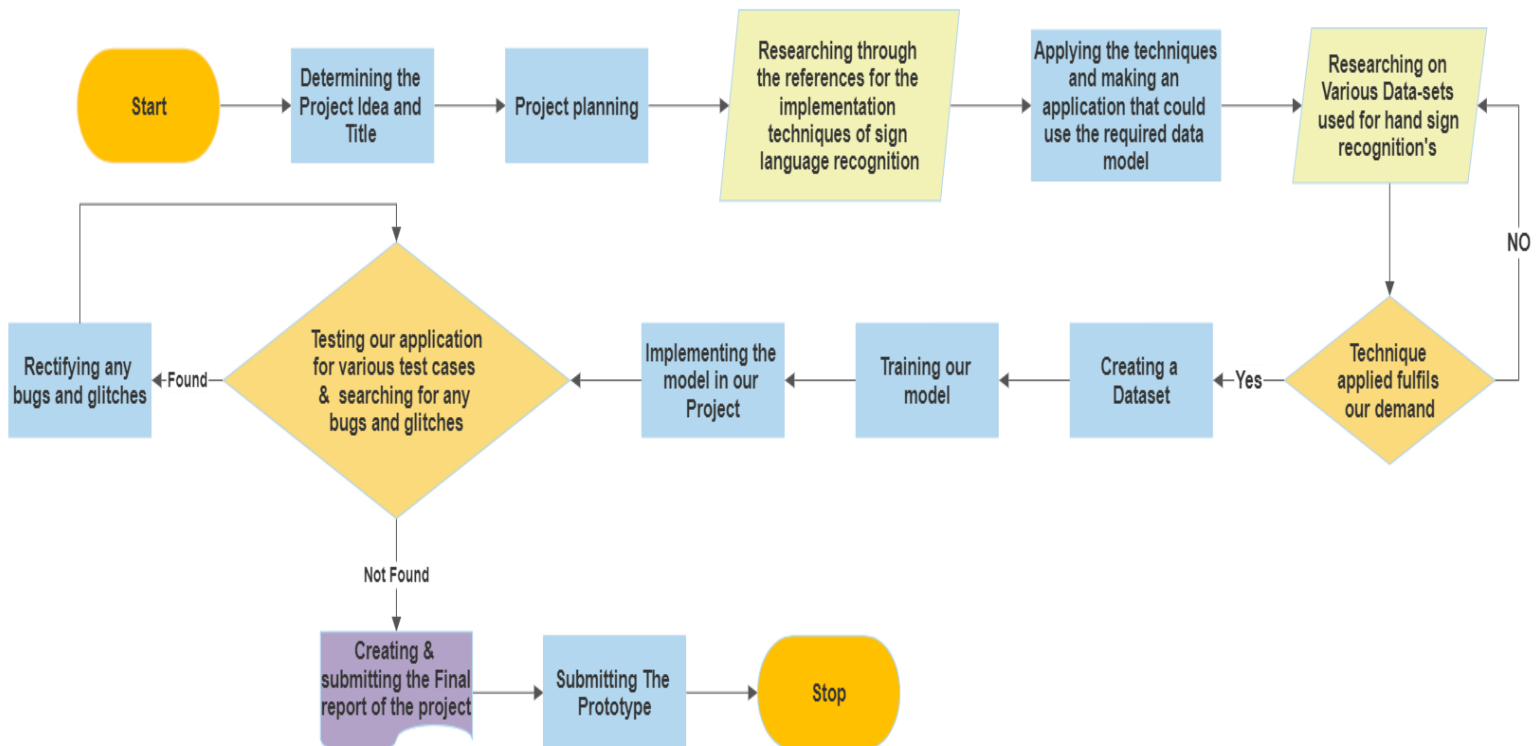 Start
Determining the
Project Idea and
Title
Project planning
Researching through
the references for the
implementation
techniques of sign
language recognition
Applying the techniques
and making an
application that could
use the required data
model
Researching on
Various Data-sets
used for hand sign
recognition's
NO
Technique
applied fulfils
our demand
Yes
Creating a
Dataset
Training our
model
Implementing the
model in our
Project
Testing our application
for various test cases
& searching for any
bugs and glitches
Found
Rectifying any
bugs and glitches
Not Found
Creating &
submitting the Final
report of the project
Submitting The
Prototype
Stop